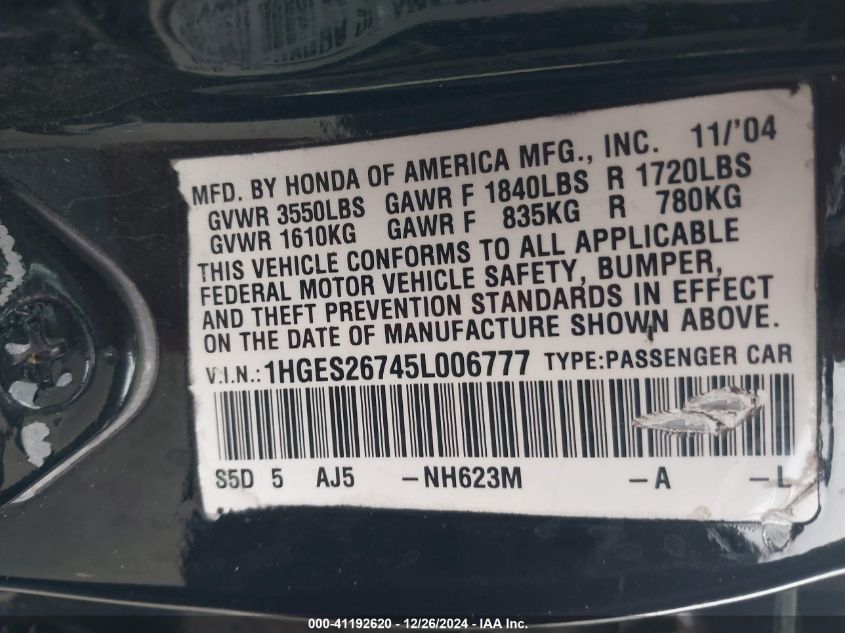 MFD. BY HONDA OF AMERICA MFG., INC. 11/'04
GVWR 3550LBS GAWR F 1840LBS R 1720LBS
GVWR 1610KG GAWR F 835KG R 780KG
THIS VEHICLE CONFORMS TO ALL APPLICABLE
FEDERAL MOTOR VEHICLE SAFETY, BUMPER,
AND THEFT PREVENTION STANDARDS IN EFFECT
ON THE DATE OF MANUFACTURE SHOWN ABOVE.
V.I.N.: 1HGES26745L006777 TYPE:PASSENGER CAR
S5D 5 AJ5 -NH623M -A -L
000-41192620 - 12/26/2024 - IAA Inc.